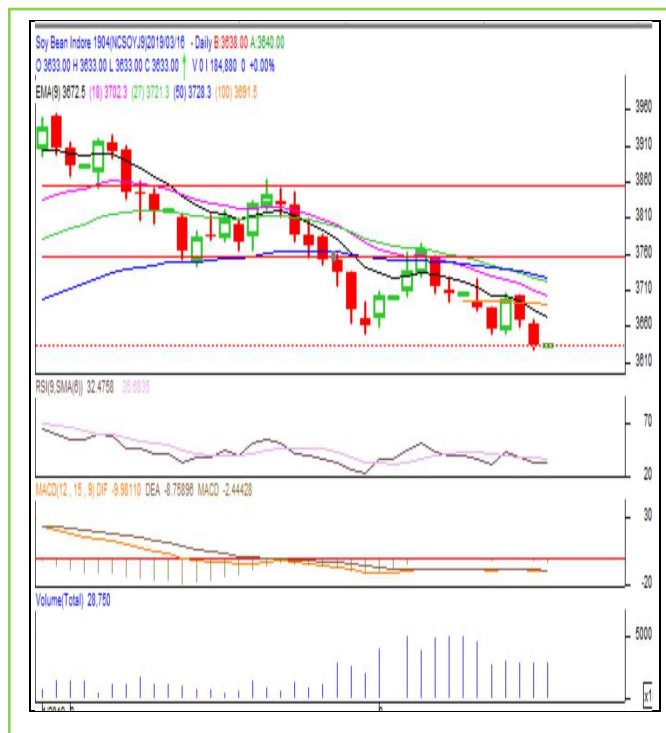 Soy Bean Indore 1904(NCSOYJ9)2019/03/16 - Daily B:3638.00 A:3640.00
O 3633.00 H 3633.00 L 3633.00 C 3633.00 V 0 I 184,880 0 +0.00%
EMA(9) 3672.5 (18) 3702.3 (27) 3721.3 (50) 3728.3 (100) 3691.5
3960
3910
3860
3810
3760
3710
3660
3610
RSI(9,SMA(6)) 32.4758 35.6835
70
20
MACD(12 , 15 , 9) DIF -9.98110 DEA -8.75896 MACD -2.44428
30
-20
Volume(Total) 28,750
5000
x1